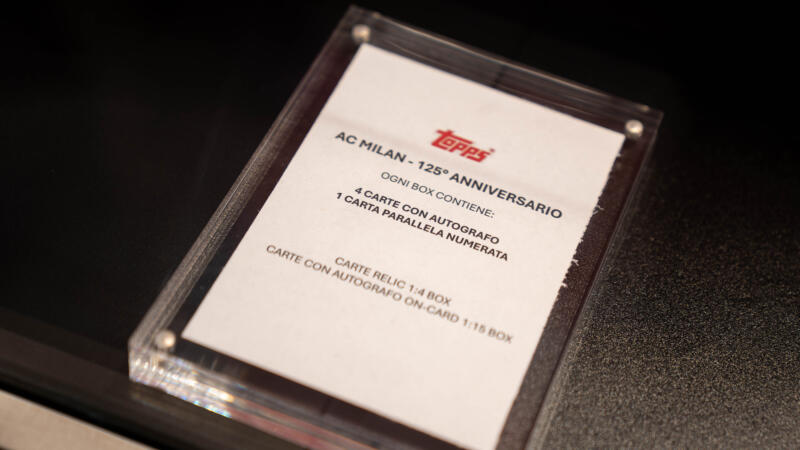 Topps
AC MILAN - 125° ANNIVERSARIO
OGNI BOX CONTIENE:
4 CARTE CON AUTOGRAFO
1 CARTA PARALLELA NUMERATA
CARTE RELIC 1:4 BOX
CARTE CON AUTOGRAFO ON-CARD 1:15 BOX